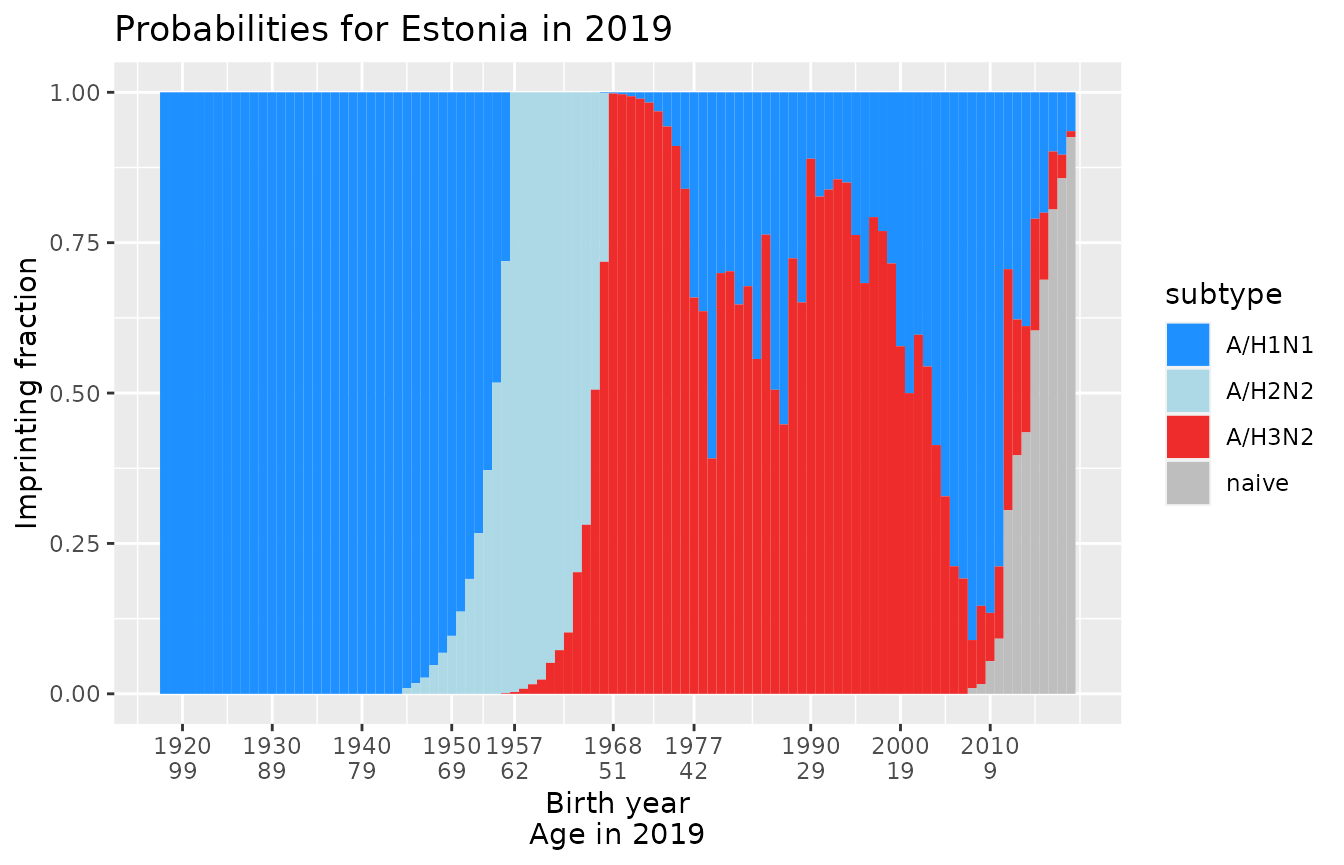 Probabilities for Estonia in 2019
Imprinting fraction
1.00
0.75
0.50
0.25
0.00
1920 1930 1940 1950 1957 1968 1977 1990 2000 2010
99 89 79 69 62 51 42 29 19 9
Birth year
Age in 2019
subtype
A/H1N1
A/H2N2
A/H3N2
naive